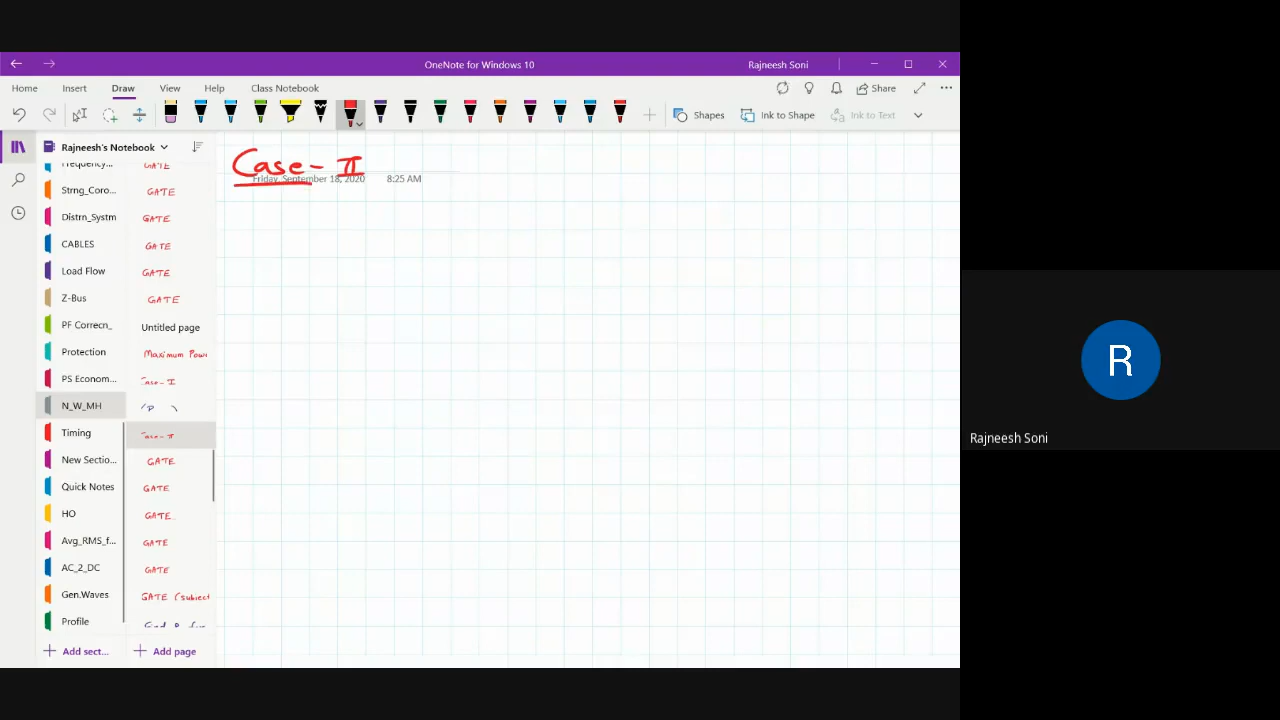 OneNote for Windows 10
Rajneesh Soni
Home Insert Draw View Help Class Notebook
Share
Shapes Ink to Shape Ink to Text
Rajneesh's Notebook
Frequency... GATE
Strng_Coro... GATE
Distrn_Systm GATE
CABLES GATE
Load Flow GATE
Z-Bus GATE
PF Correcn_ Untitled page
Protection Maximum Pow
PS Econom... Case-I
N_W_MH
Timing Case-II
New Sectio... GATE
Quick Notes GATE
HO GATE
Avg_RMS_f... GATE
AC_2_DC GATE
Gen.Waves GATE (subject
Profile
Add sect... Add page
Case-II
Friday, September 18, 2020 8:25 AM
R
Rajneesh Soni